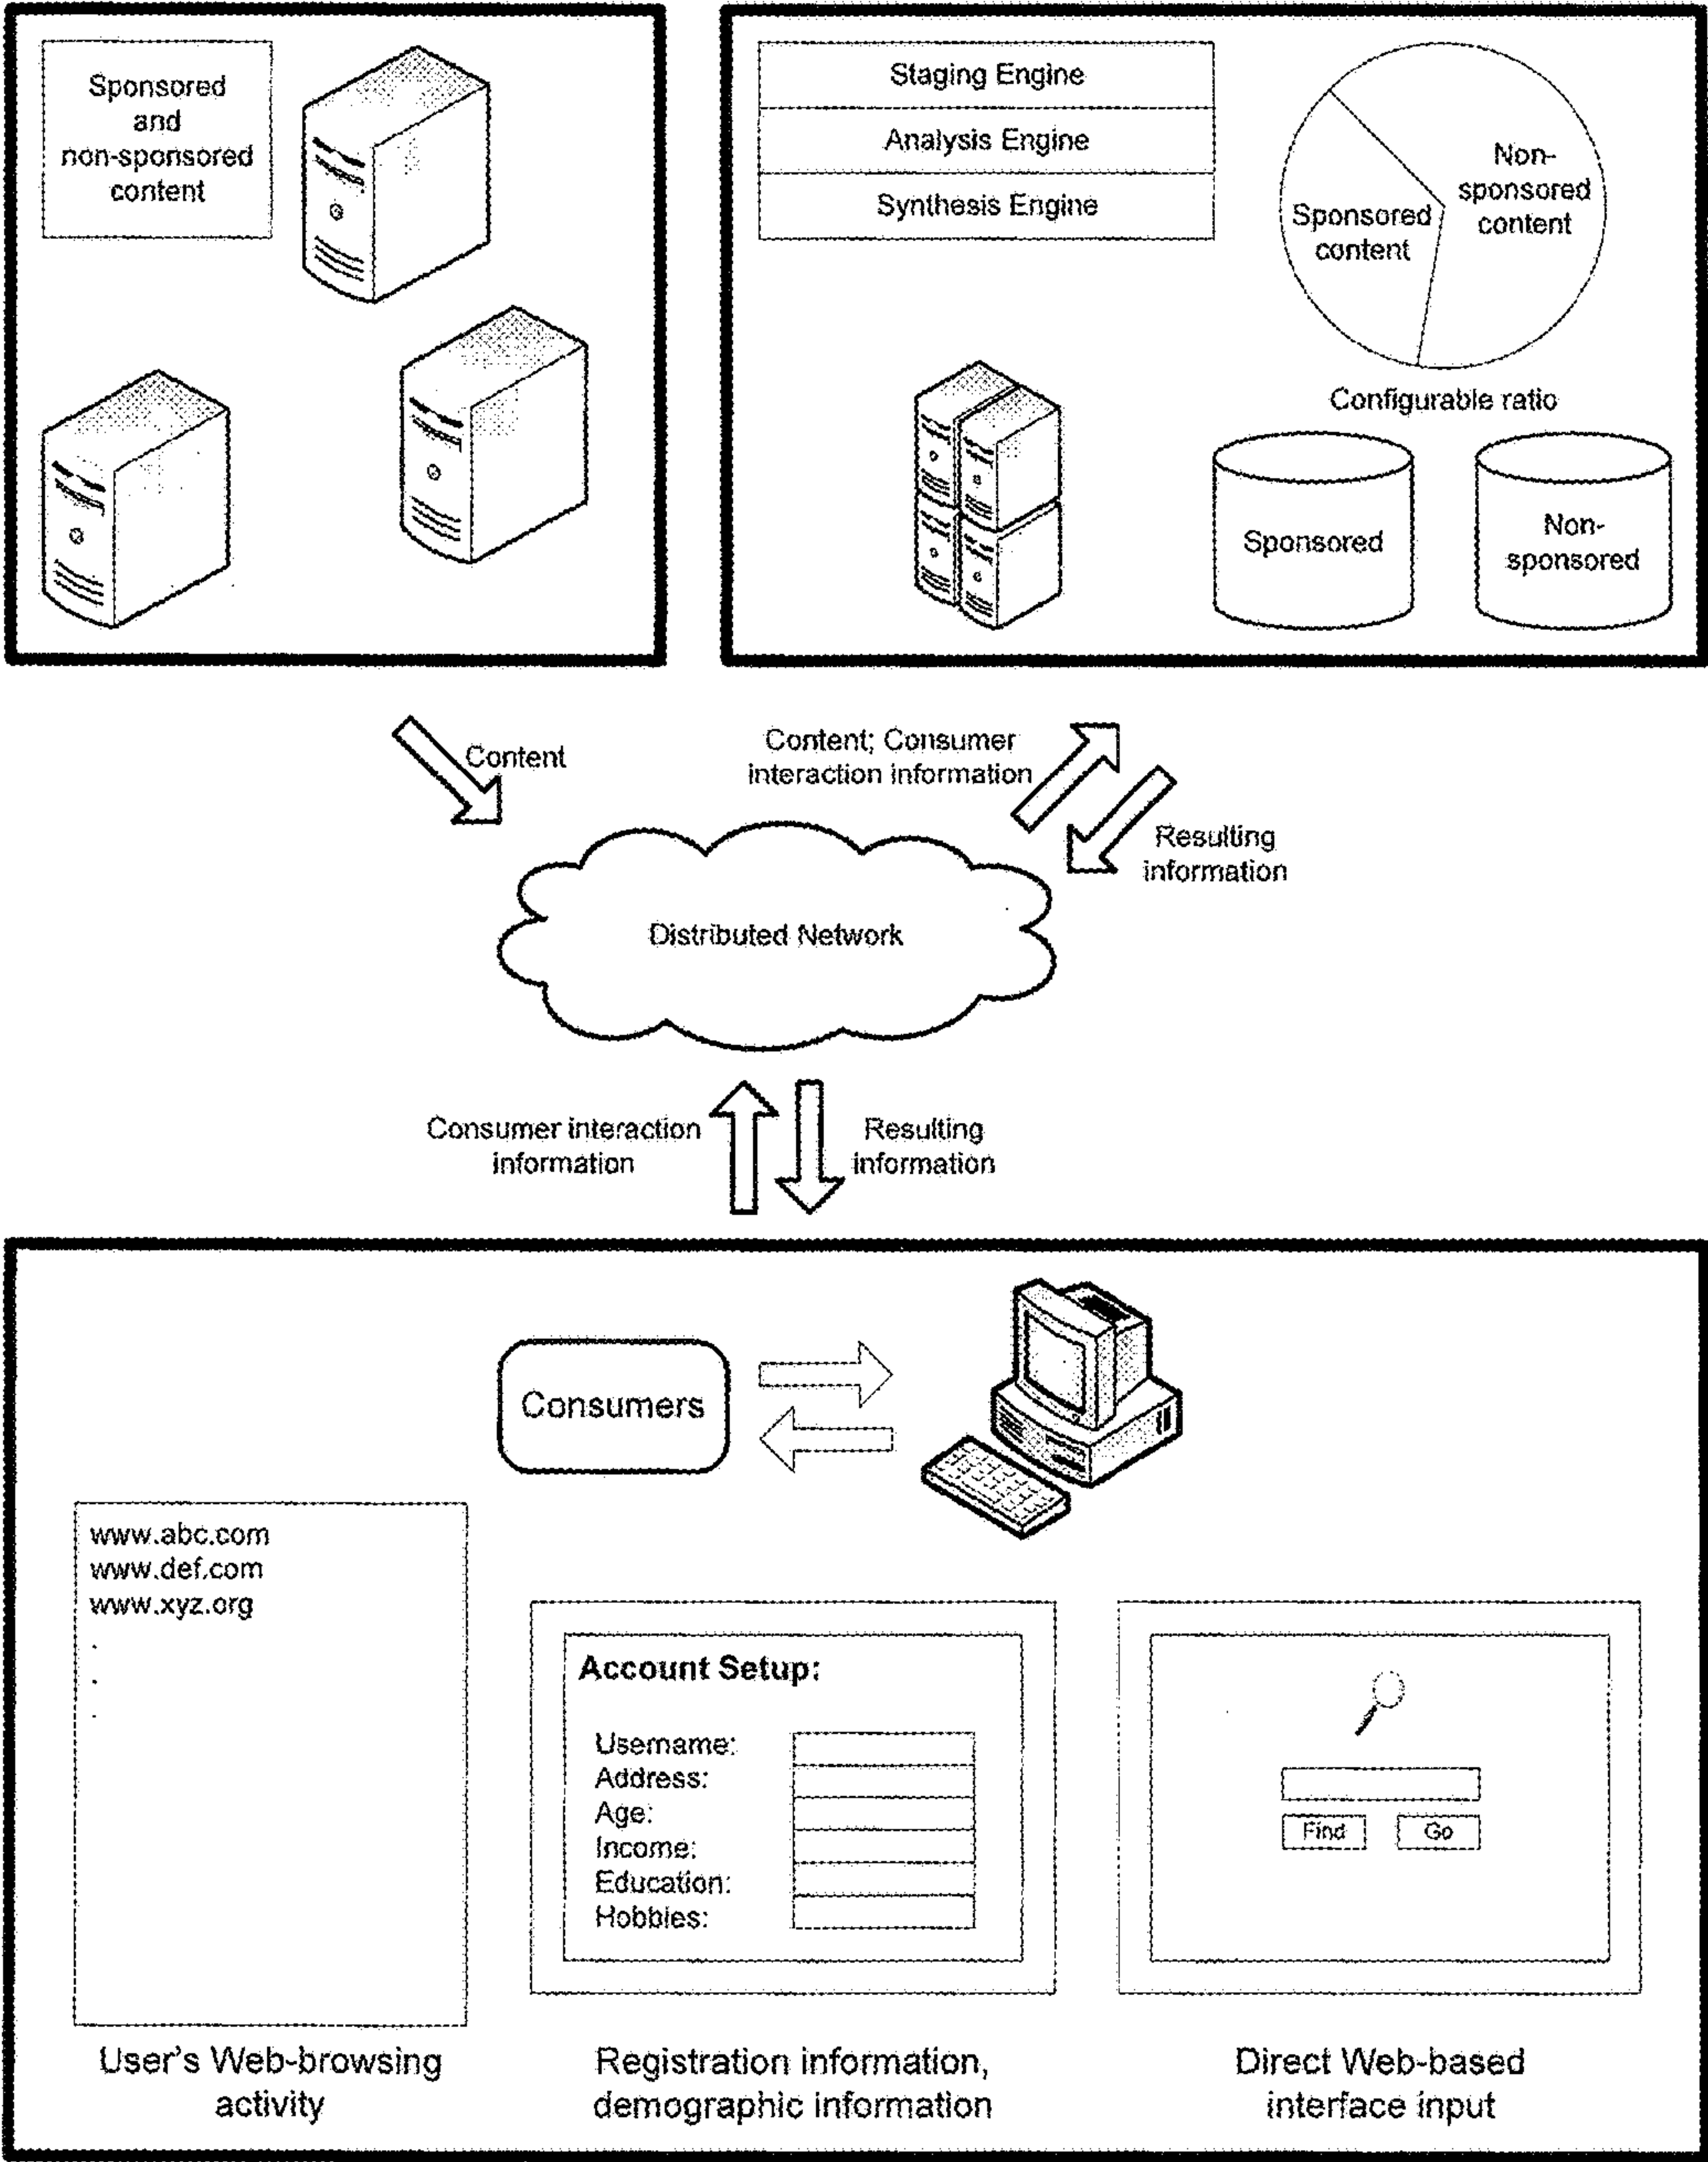 Sponsored
and
non-sponsored
content
Staging Engine
Analysis Engine
Synthesis Engine
Non-
sponsored
content
Sponsored
content
Configurable ratio
Sponsored
Non-
sponsored
Content
Content; Consumer
interaction information
Resulting
information
Distributed Network
Consumer interaction
information
Resulting
information
Consumers
www.abc.com
www.def.com
www.xyz.org
.
.
.
Account Setup:
Username:
Address:
Age:
Income:
Education:
Hobbies:
Find
Go
User's Web-browsing
activity
Registration information,
demographic information
Direct Web-based
interface input